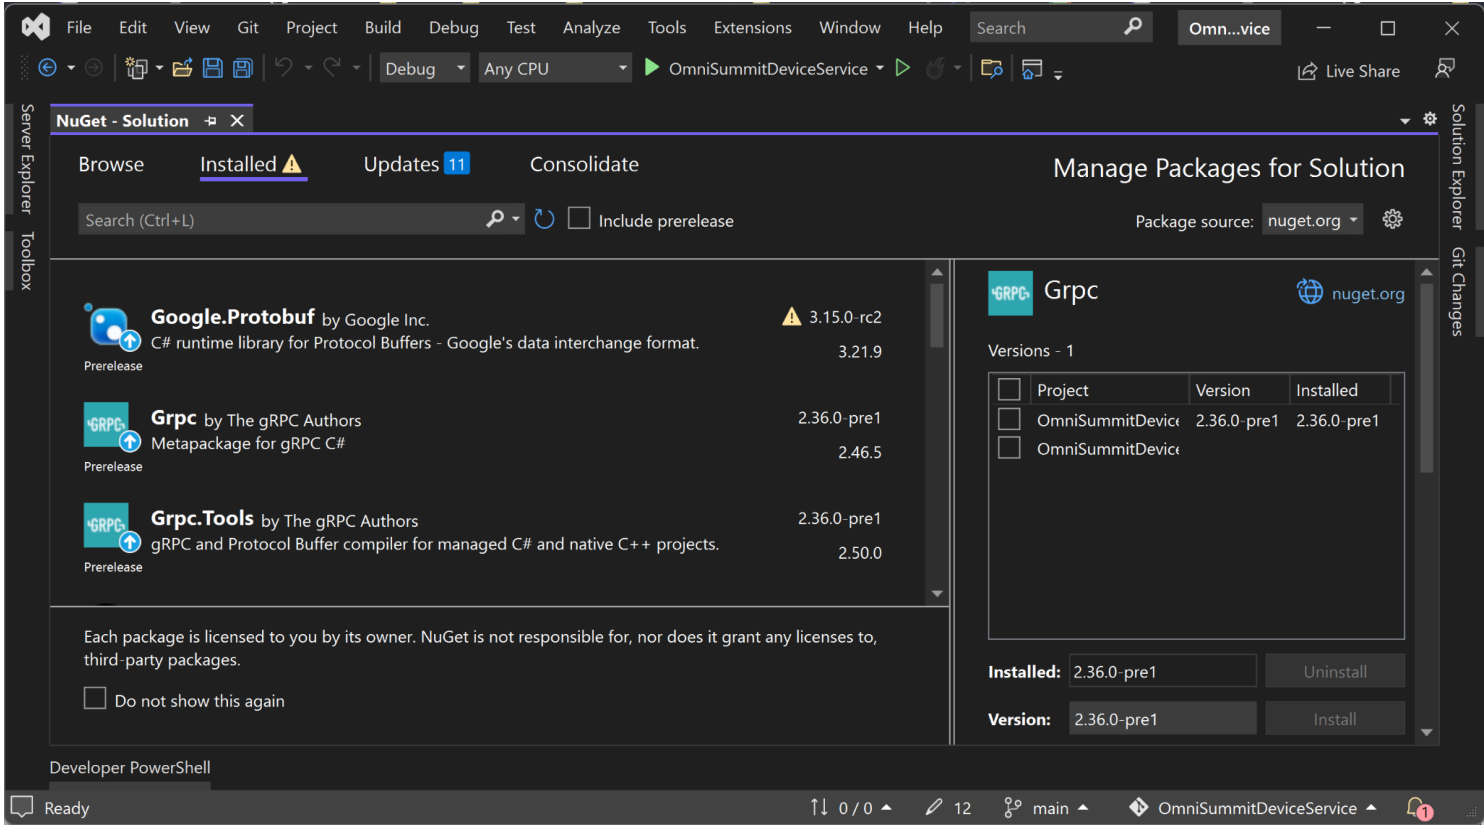 File Edit View Git Project Build Debug Test Analyze Tools Extensions Window Help Search Omn...vice
Debug Any CPU OmniSummitDeviceService Live Share
Server Explorer
Toolbox
NuGet - Solution
Browse Installed Updates 11 Consolidate Manage Packages for Solution
Search (Ctrl+L) Include prerelease Package source: nuget.org
Google.Protobuf by Google Inc. 3.15.0-rc2
C# runtime library for Protocol Buffers - Google's data interchange format. 3.21.9
Prerelease
GRPC Grpc by The gRPC Authors 2.36.0-pre1
Metapackage for gRPC C# 2.46.5
Prerelease
GRPC Grpc.Tools by The gRPC Authors 2.36.0-pre1
gRPC and Protocol Buffer compiler for managed C# and native C++ projects. 2.50.0
Prerelease
Each package is licensed to you by its owner. NuGet is not responsible for, nor does it grant any licenses to,
third-party packages.
Do not show this again
GRPC Grpc nuget.org
Versions - 1
Project Version Installed
OmniSummitDevice 2.36.0-pre1 2.36.0-pre1
OmniSummitDevice
Installed: 2.36.0-pre1 Uninstall
Version: 2.36.0-pre1 Install
Solution Explorer
Git Changes
Developer PowerShell
Ready 0 / 0 12 main OmniSummitDeviceService 1